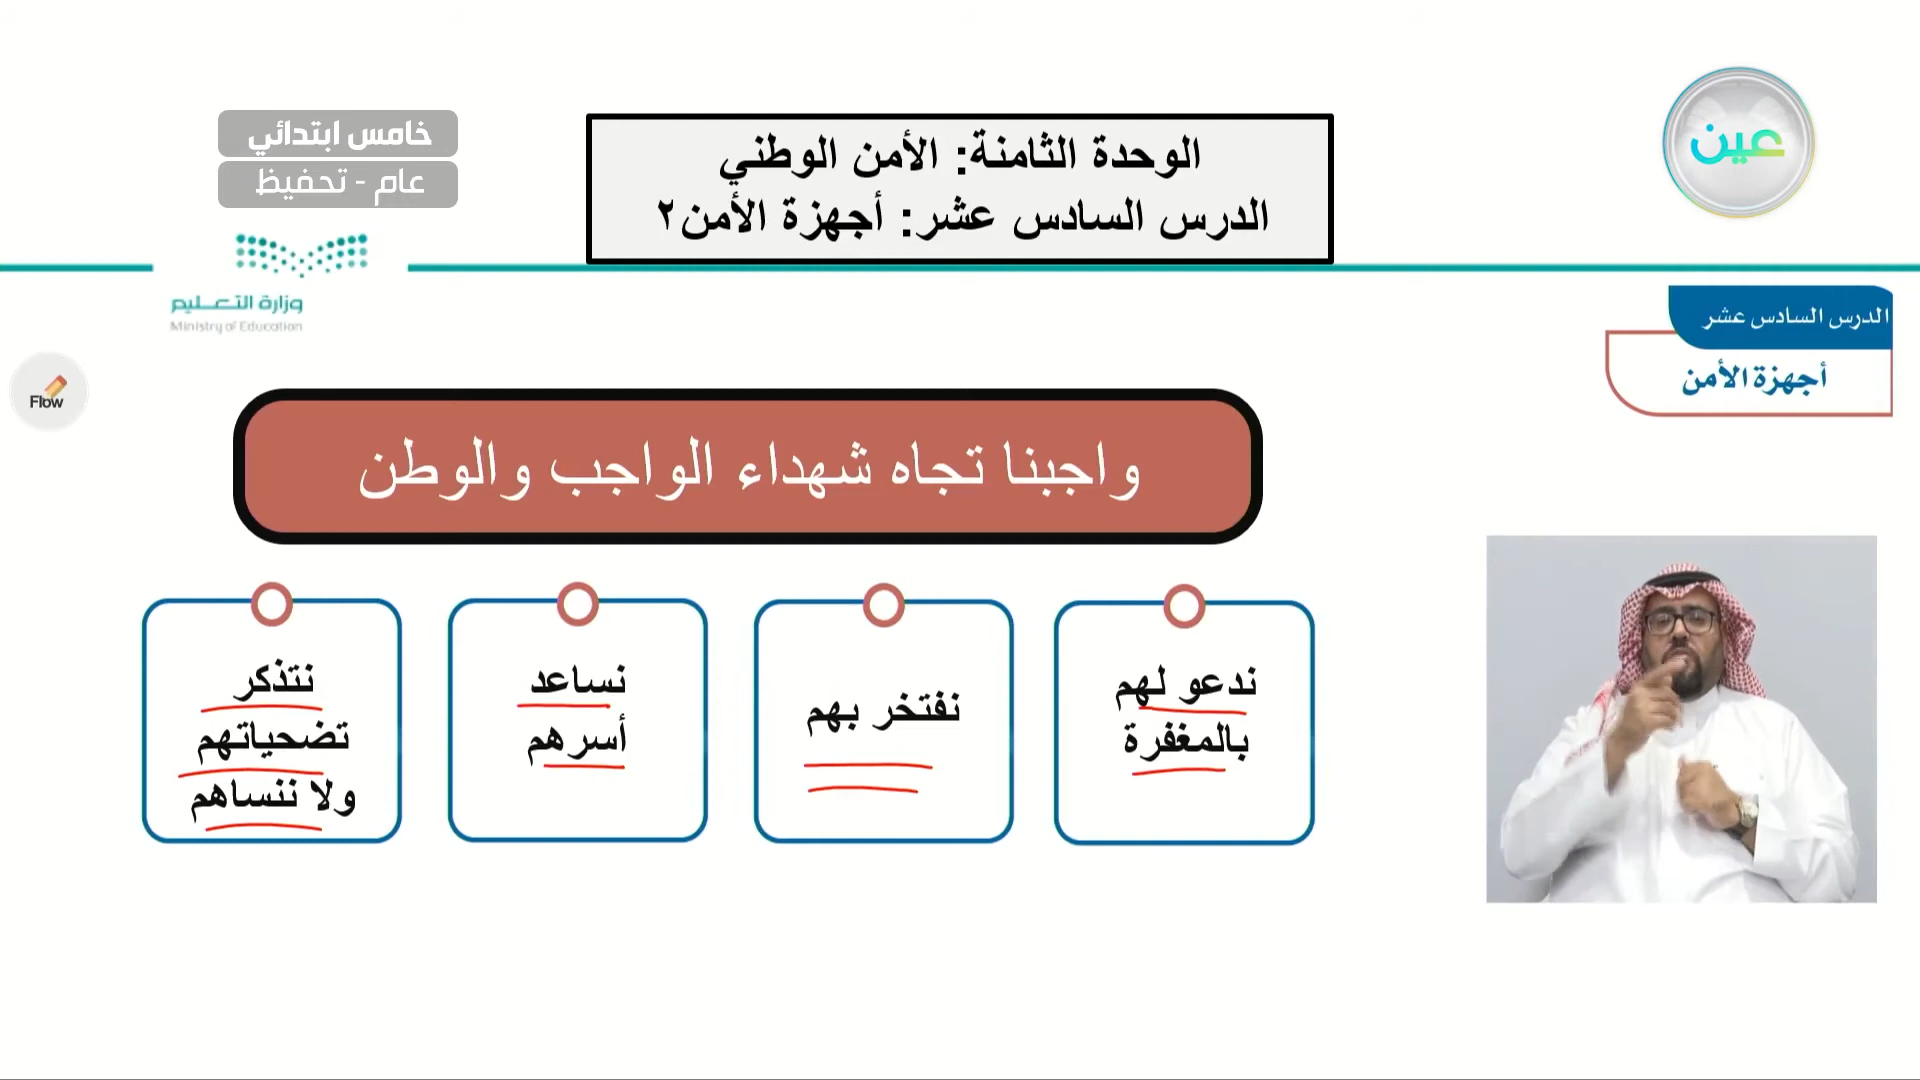 خامس ابتدائي
عام - تحفيظ
الوحدة الثامنة: الأمن الوطني
الدرس السادس عشر: أجهزة الأمن٢
عين
وزارة التعليم
Ministry of Education
الدرس السادس عشر
أجهزة الأمن
Flow
واجبنا تجاه شهداء الواجب والوطن
ندعو لهم
بالمغفرة
نفتخر بهم
نساعد
أسرهم
نتذكر
تضحياتهم
ولا ننساهم